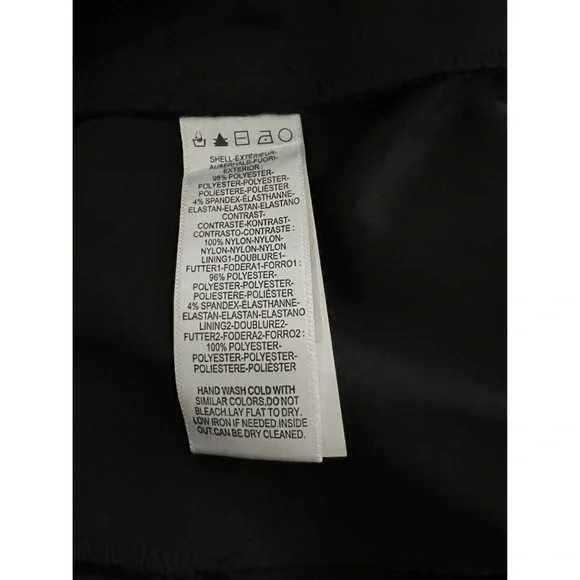 SHELL-EXTÉRIEUR-
AUßERHALB-FUORI-
EXTERIOR :
96% POLYESTER-
POLYESTER-POLYESTER-
POLIESTERE-POLIÉSTER
4% SPANDEX-ÉLASTHANNE-
ELASTAN-ELASTAN-ELASTANO
CONTRAST-
CONTRASTE-KONTRAST-
CONTRASTO-CONTRASTE :
100% NYLON-NYLON-
NYLON-NYLON-NYLON
LINING1-DOUBLURE1-
FUTTER1-FODERA1-FORRO1 :
96% POLYESTER-
POLYESTER-POLYESTER-
POLIESTERE-POLIÉSTER
4% SPANDEX-ÉLASTHANNE-
ELASTAN-ELASTAN-ELASTANO
LINING2-DOUBLURE2-
FUTTER2-FODERA2-FORRO2 :
100% POLYESTER-
POLYESTER-POLYESTER-
POLIESTERE-POLIÉSTER
HAND WASH COLD WITH
SIMILAR COLORS.DO NOT
BLEACH.LAY FLAT TO DRY.
LOW IRON IF NEEDED.INSIDE
OUT.CAN BE DRY CLEANED.